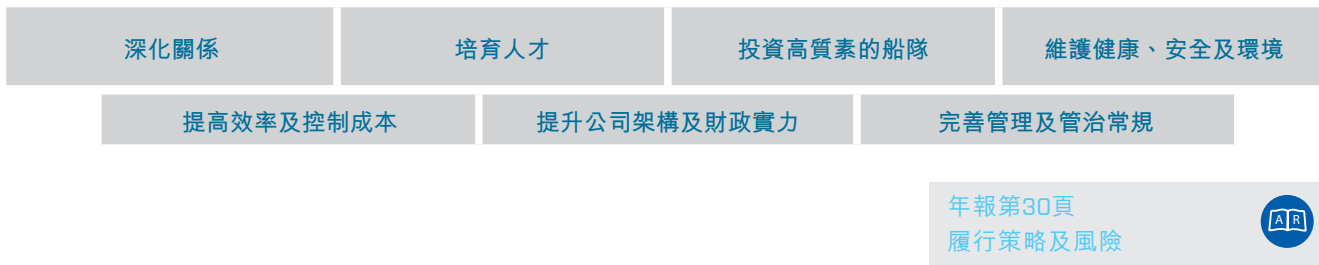 深化關係
培育人才
投資高質素的船隊
維護健康、安全及環境
提高效率及控制成本
提升公司架構及財政實力
完善管理及管治常規
年報第30頁
履行策略及風險
AR